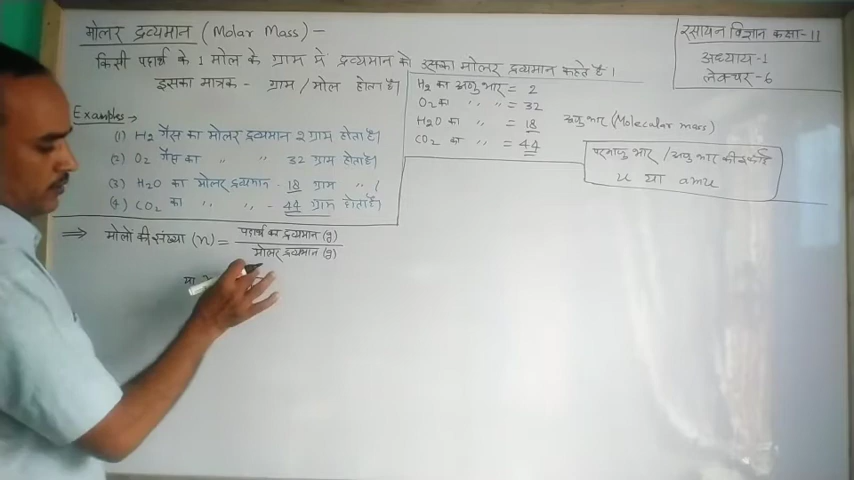 मोलर द्रव्यमान (Molar Mass) -
किसी पदार्थ के 1 मोल के ग्राम में द्रव्यमान को उसका मोलर द्रव्यमान कहते है।
इसका मात्रक - ग्राम / मोल होता है।
Examples →
(1) H2 गैस का मोलर द्रव्यमान 2 ग्राम होता है।
(2) O2 गैस का ,, ,, 32 ग्राम होता है।
(3) H2O का मोलर द्रव्यमान - 18 ग्राम ,, /
(4) CO2 का ,, ,, - 44 ग्राम होता है।
H2 का अणु भार = 2
O2 का ,, ,, = 32
H2O का ,, = 18 अणु भार (Molecular mass)
CO2 का ,, = 44
रसायन विज्ञान कक्षा-11
अध्याय-1
लेक्चर-6
परमाणु भार / अणु भार की इकाई
u या amu
⇒ मोलों की संख्या (n) = पदार्थ का द्रव्यमान (g)
मोलर द्रव्यमान (g)
या